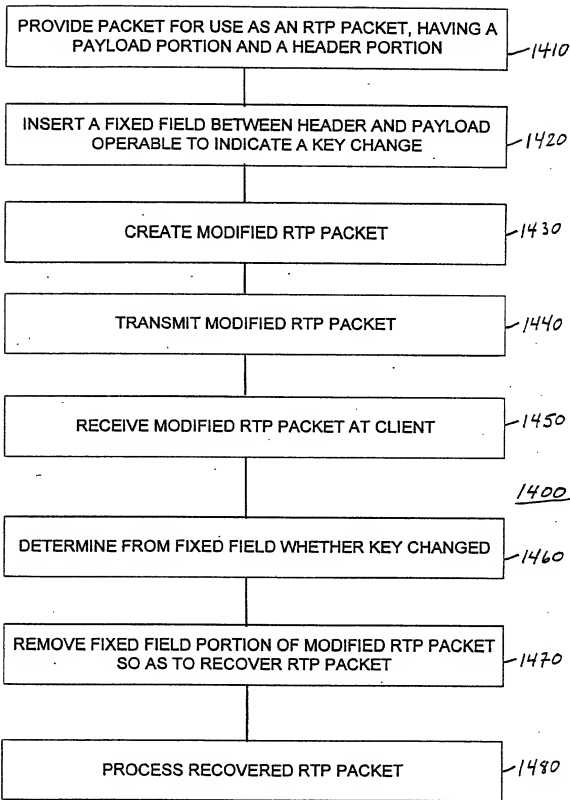 PROVIDE PACKET FOR USE AS AN RTP PACKET, HAVING A
PAYLOAD PORTION AND A HEADER PORTION
1410
INSERT A FIXED FIELD BETWEEN HEADER AND PAYLOAD
OPERABLE TO INDICATE A KEY CHANGE
1420
CREATE MODIFIED RTP PACKET
1430
TRANSMIT MODIFIED RTP PACKET
1440
RECEIVE MODIFIED RTP PACKET AT CLIENT
1450
1400
DETERMINE FROM FIXED FIELD WHETHER KEY CHANGED
1460
REMOVE FIXED FIELD PORTION OF MODIFIED RTP PACKET
SO AS TO RECOVER RTP PACKET
1470
PROCESS RECOVERED RTP PACKET
1480